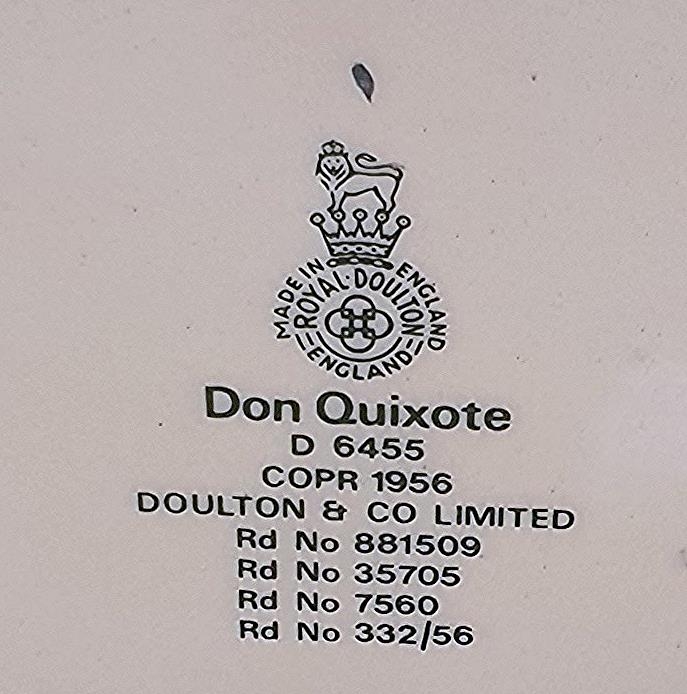 MADE IN ENGLAND
ROYAL·DOULTON
ENGLAND
Don Quixote
D 6455
COPR 1956
DOULTON & CO LIMITED
Rd No 881509
Rd No 35705
Rd No 7560
Rd No 332/56